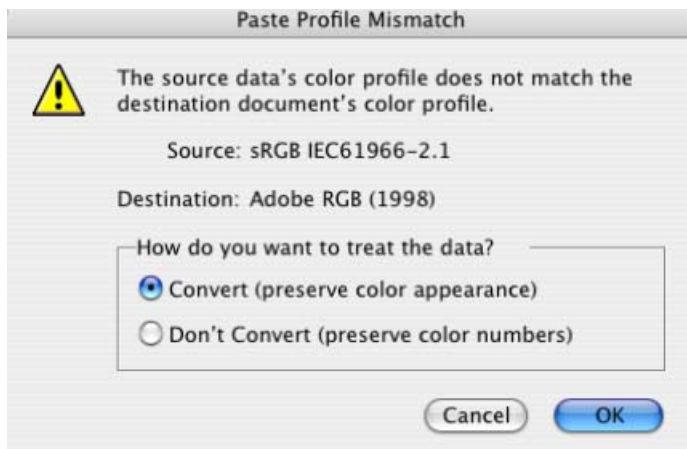 Paste Profile Mismatch
The source data's color profile does not match the
destination document's color profile.
Source: sRGB IEC61966-2.1
Destination: Adobe RGB (1998)
How do you want to treat the data?
Convert (preserve color appearance)
Don't Convert (preserve color numbers)
Cancel OK